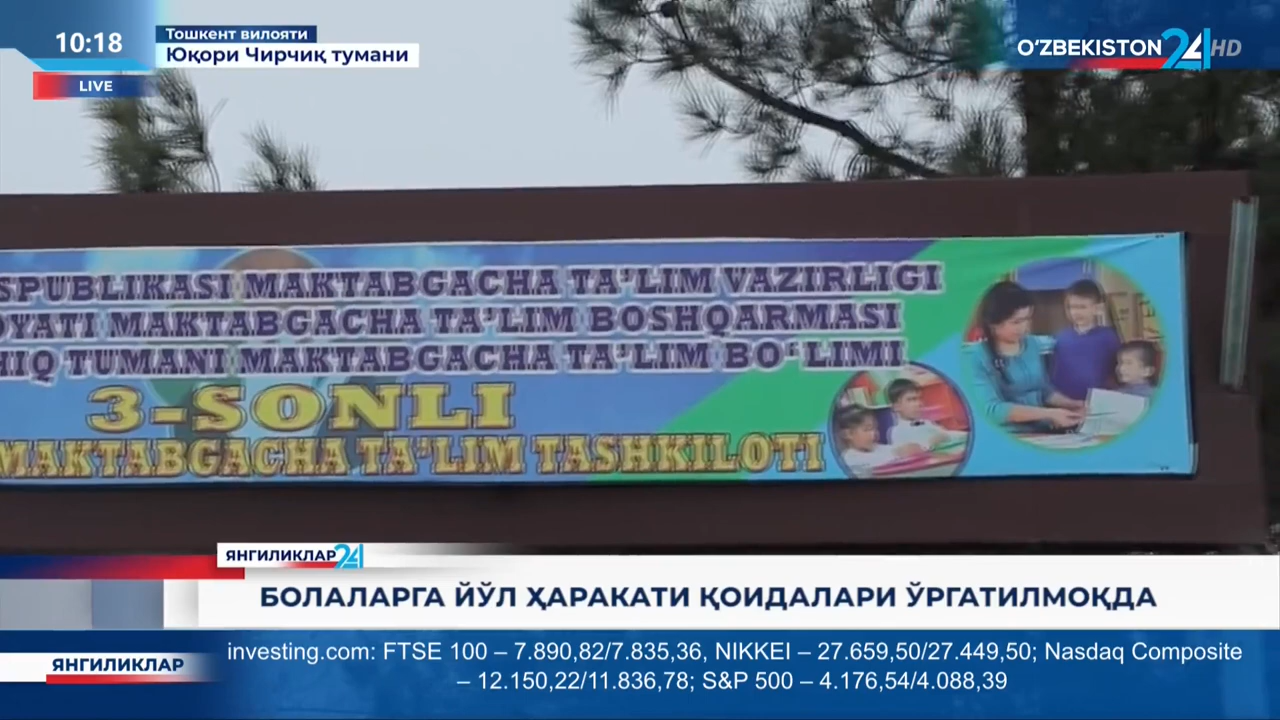 10:18
LIVE
Тошкент вилояти
Юқори Чирчиқ тумани
O‘ZBEKISTON 24 HD
SPUBLIKASI MAKTABGACHA TA’LIM VAZIRLIGI
OYATI MAKTABGACHA TA’LIM BOSHQARMASI
HIQ TUMANI MAKTABGACHA TA’LIM BO‘LIMI
3-SONLI
MAKTABGACHA TA’LIM TASHKILOTI
ЯНГИЛИКЛАР 24
БОЛАЛАРГА ЙЎЛ ҲАРАКАТИ ҚОИДАЛАРИ ЎРГАТИЛМОҚДА
ЯНГИЛИКЛАР
investing.com: FTSE 100 – 7.890,82/7.835,36, NIKKEI – 27.659,50/27.449,50; Nasdaq Composite
– 12.150,22/11.836,78; S&P 500 – 4.176,54/4.088,39